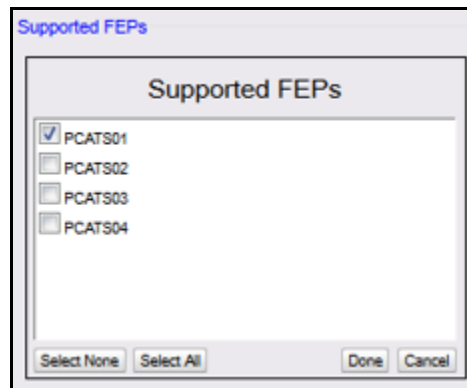 Supported FEPs
Supported FEPs
PCATS01
PCATS02
PCATS03
PCATS04
Select None Select All Done Cancel